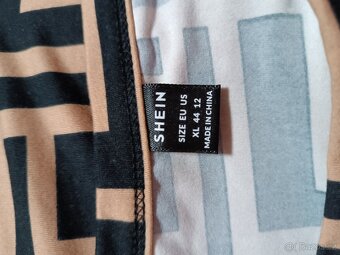 SHEIN
SIZE EU US
XL 44 12
MADE IN CHINA